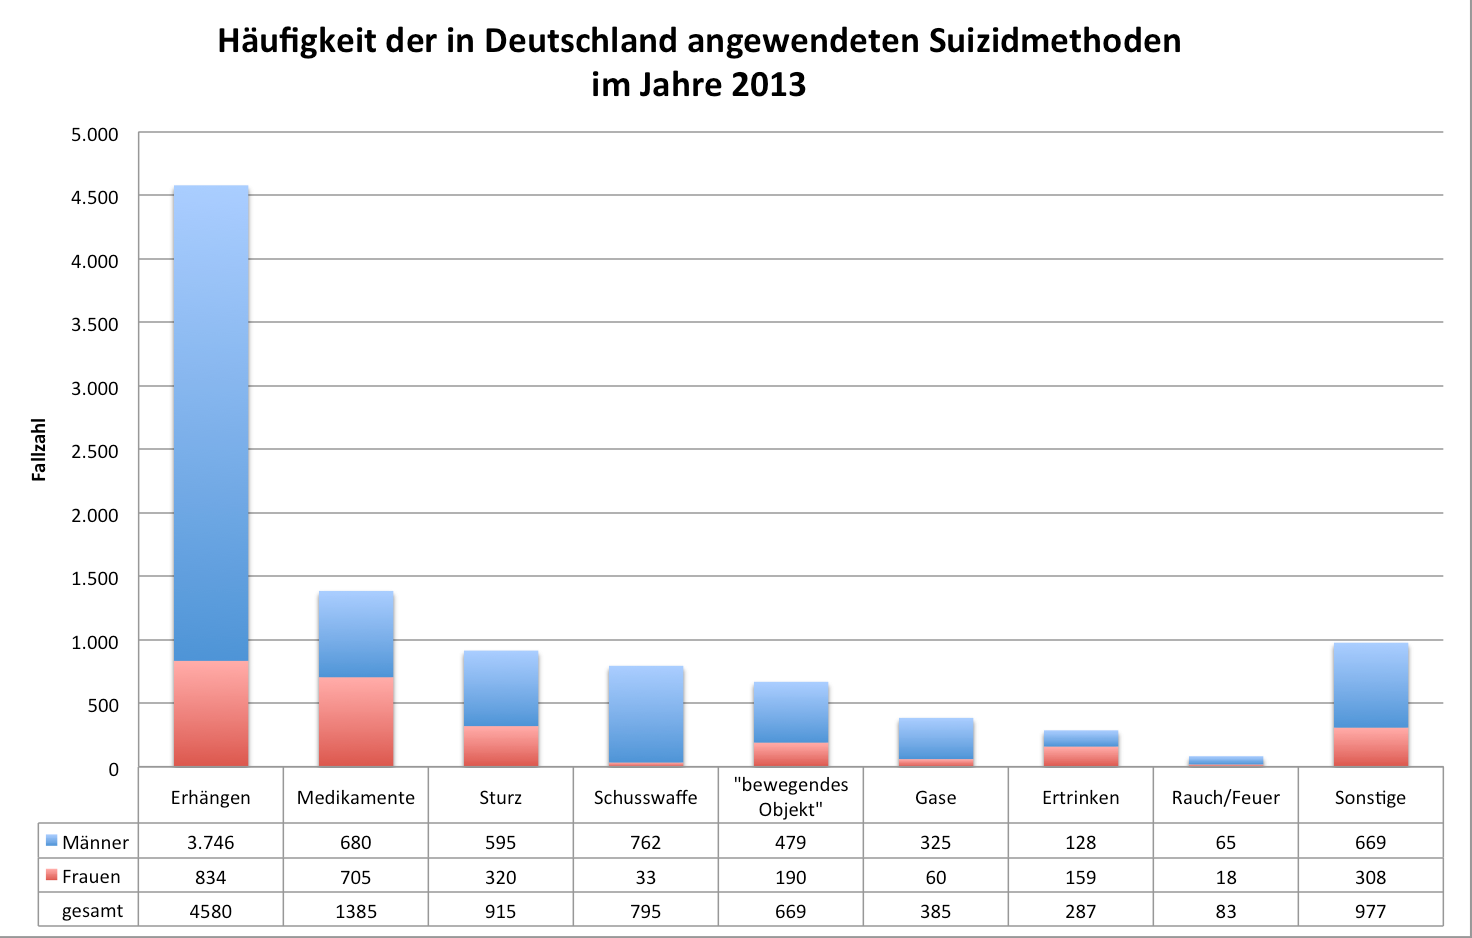 Häufigkeit der in Deutschland angewendeten Suizidmethoden
im Jahre 2013
5.000
4.500
4.000
3.500
3.000
2.500
2.000
1.500
1.000
500
0
Fallzahl
Erhängen Medikamente Sturz Schusswaffe "bewegendes Objekt" Gase Ertrinken Rauch/Feuer Sonstige
Männer 3.746 680 595 762 479 325 128 65 669
Frauen 834 705 320 33 190 60 159 18 308
gesamt 4580 1385 915 795 669 385 287 83 977